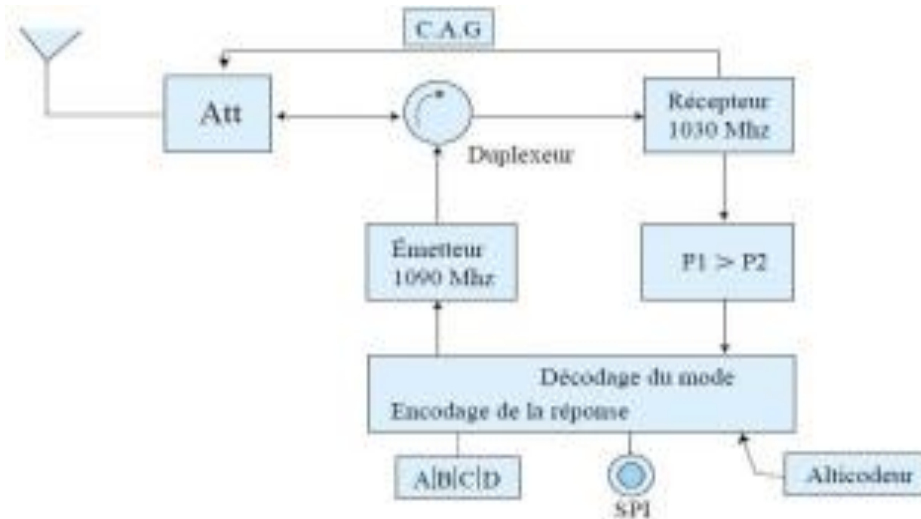 C.A.G
Att
Récepteur
1030 Mhz
Duplexeur
Émetteur
1090 Mhz
P1 > P2
Décodage du mode
Encodage de la réponse
A|B|C|D
SPI
Alticodeur